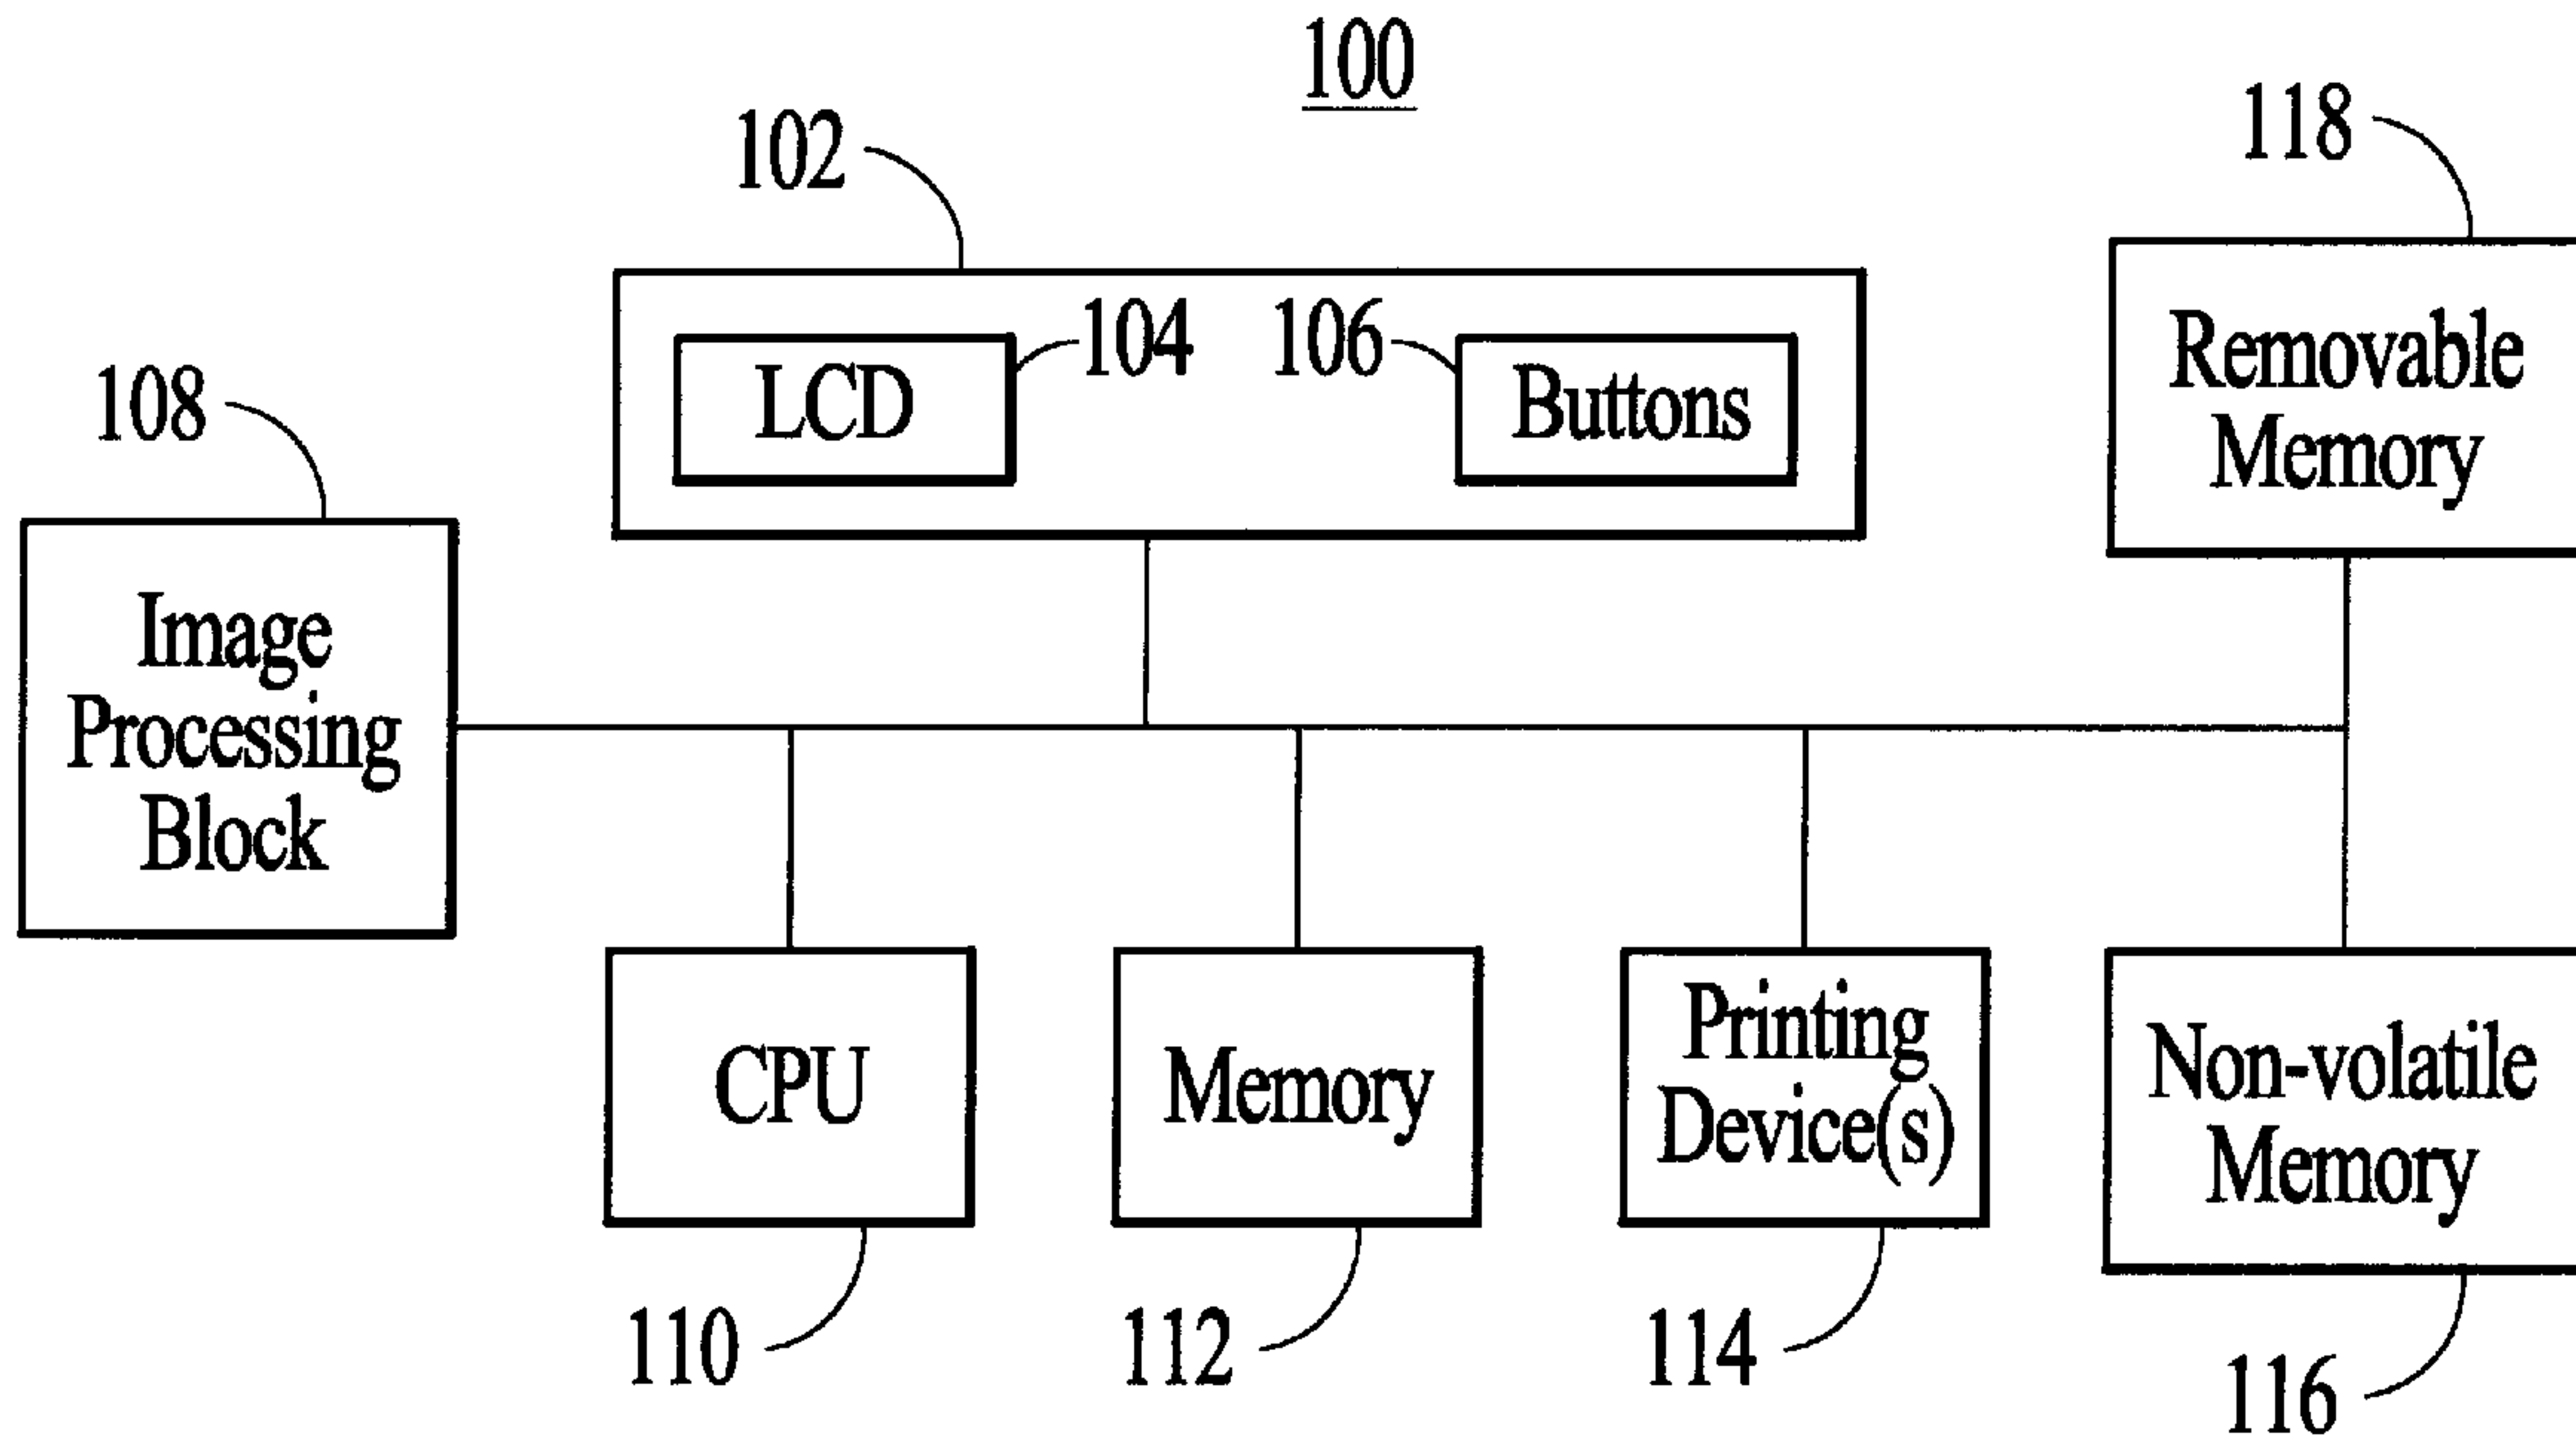 100
102
118
LCD
104
106
Buttons
Removable
Memory
108
Image
Processing
Block
CPU
Memory
Printing
Device(s)
Non-volatile
Memory
110
112
114
116